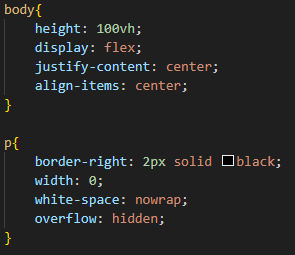 body{
    height: 100vh;
    display: flex;
    justify-content: center;
    align-items: center;
}

p{
    border-right: 2px solid black;
    width: 0;
    white-space: nowrap;
    overflow: hidden;
}